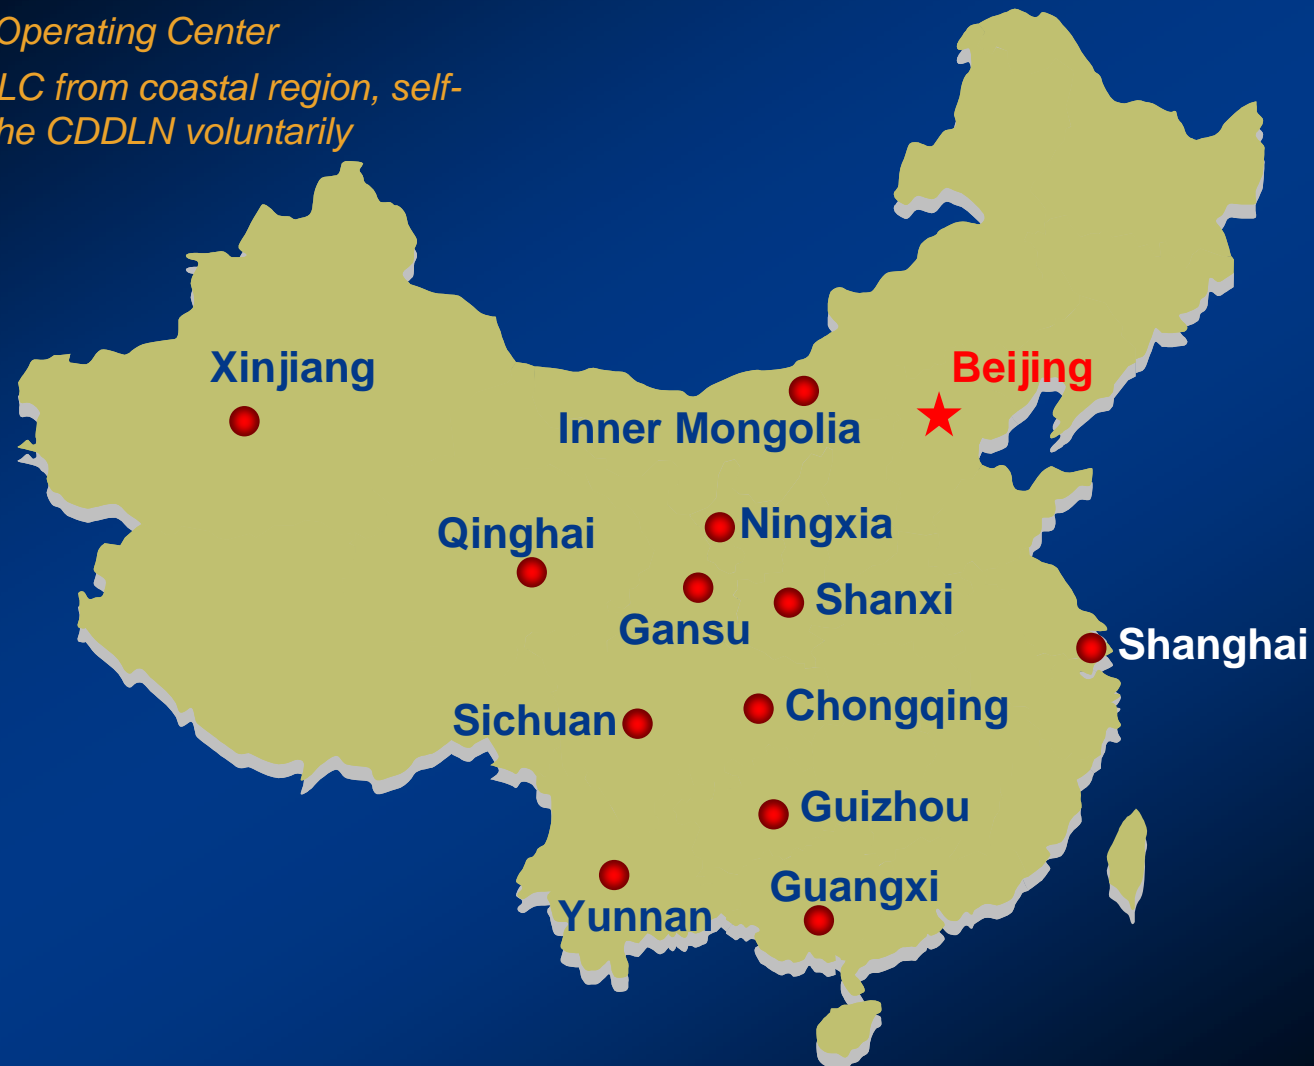 Operating Center
LC from coastal region, self-
he CDDLN voluntarily
Xinjiang
Beijing
Inner Mongolia
Qinghai
Ningxia
Gansu
Shanxi
Shanghai
Sichuan
Chongqing
Guizhou
Guangxi
Yunnan